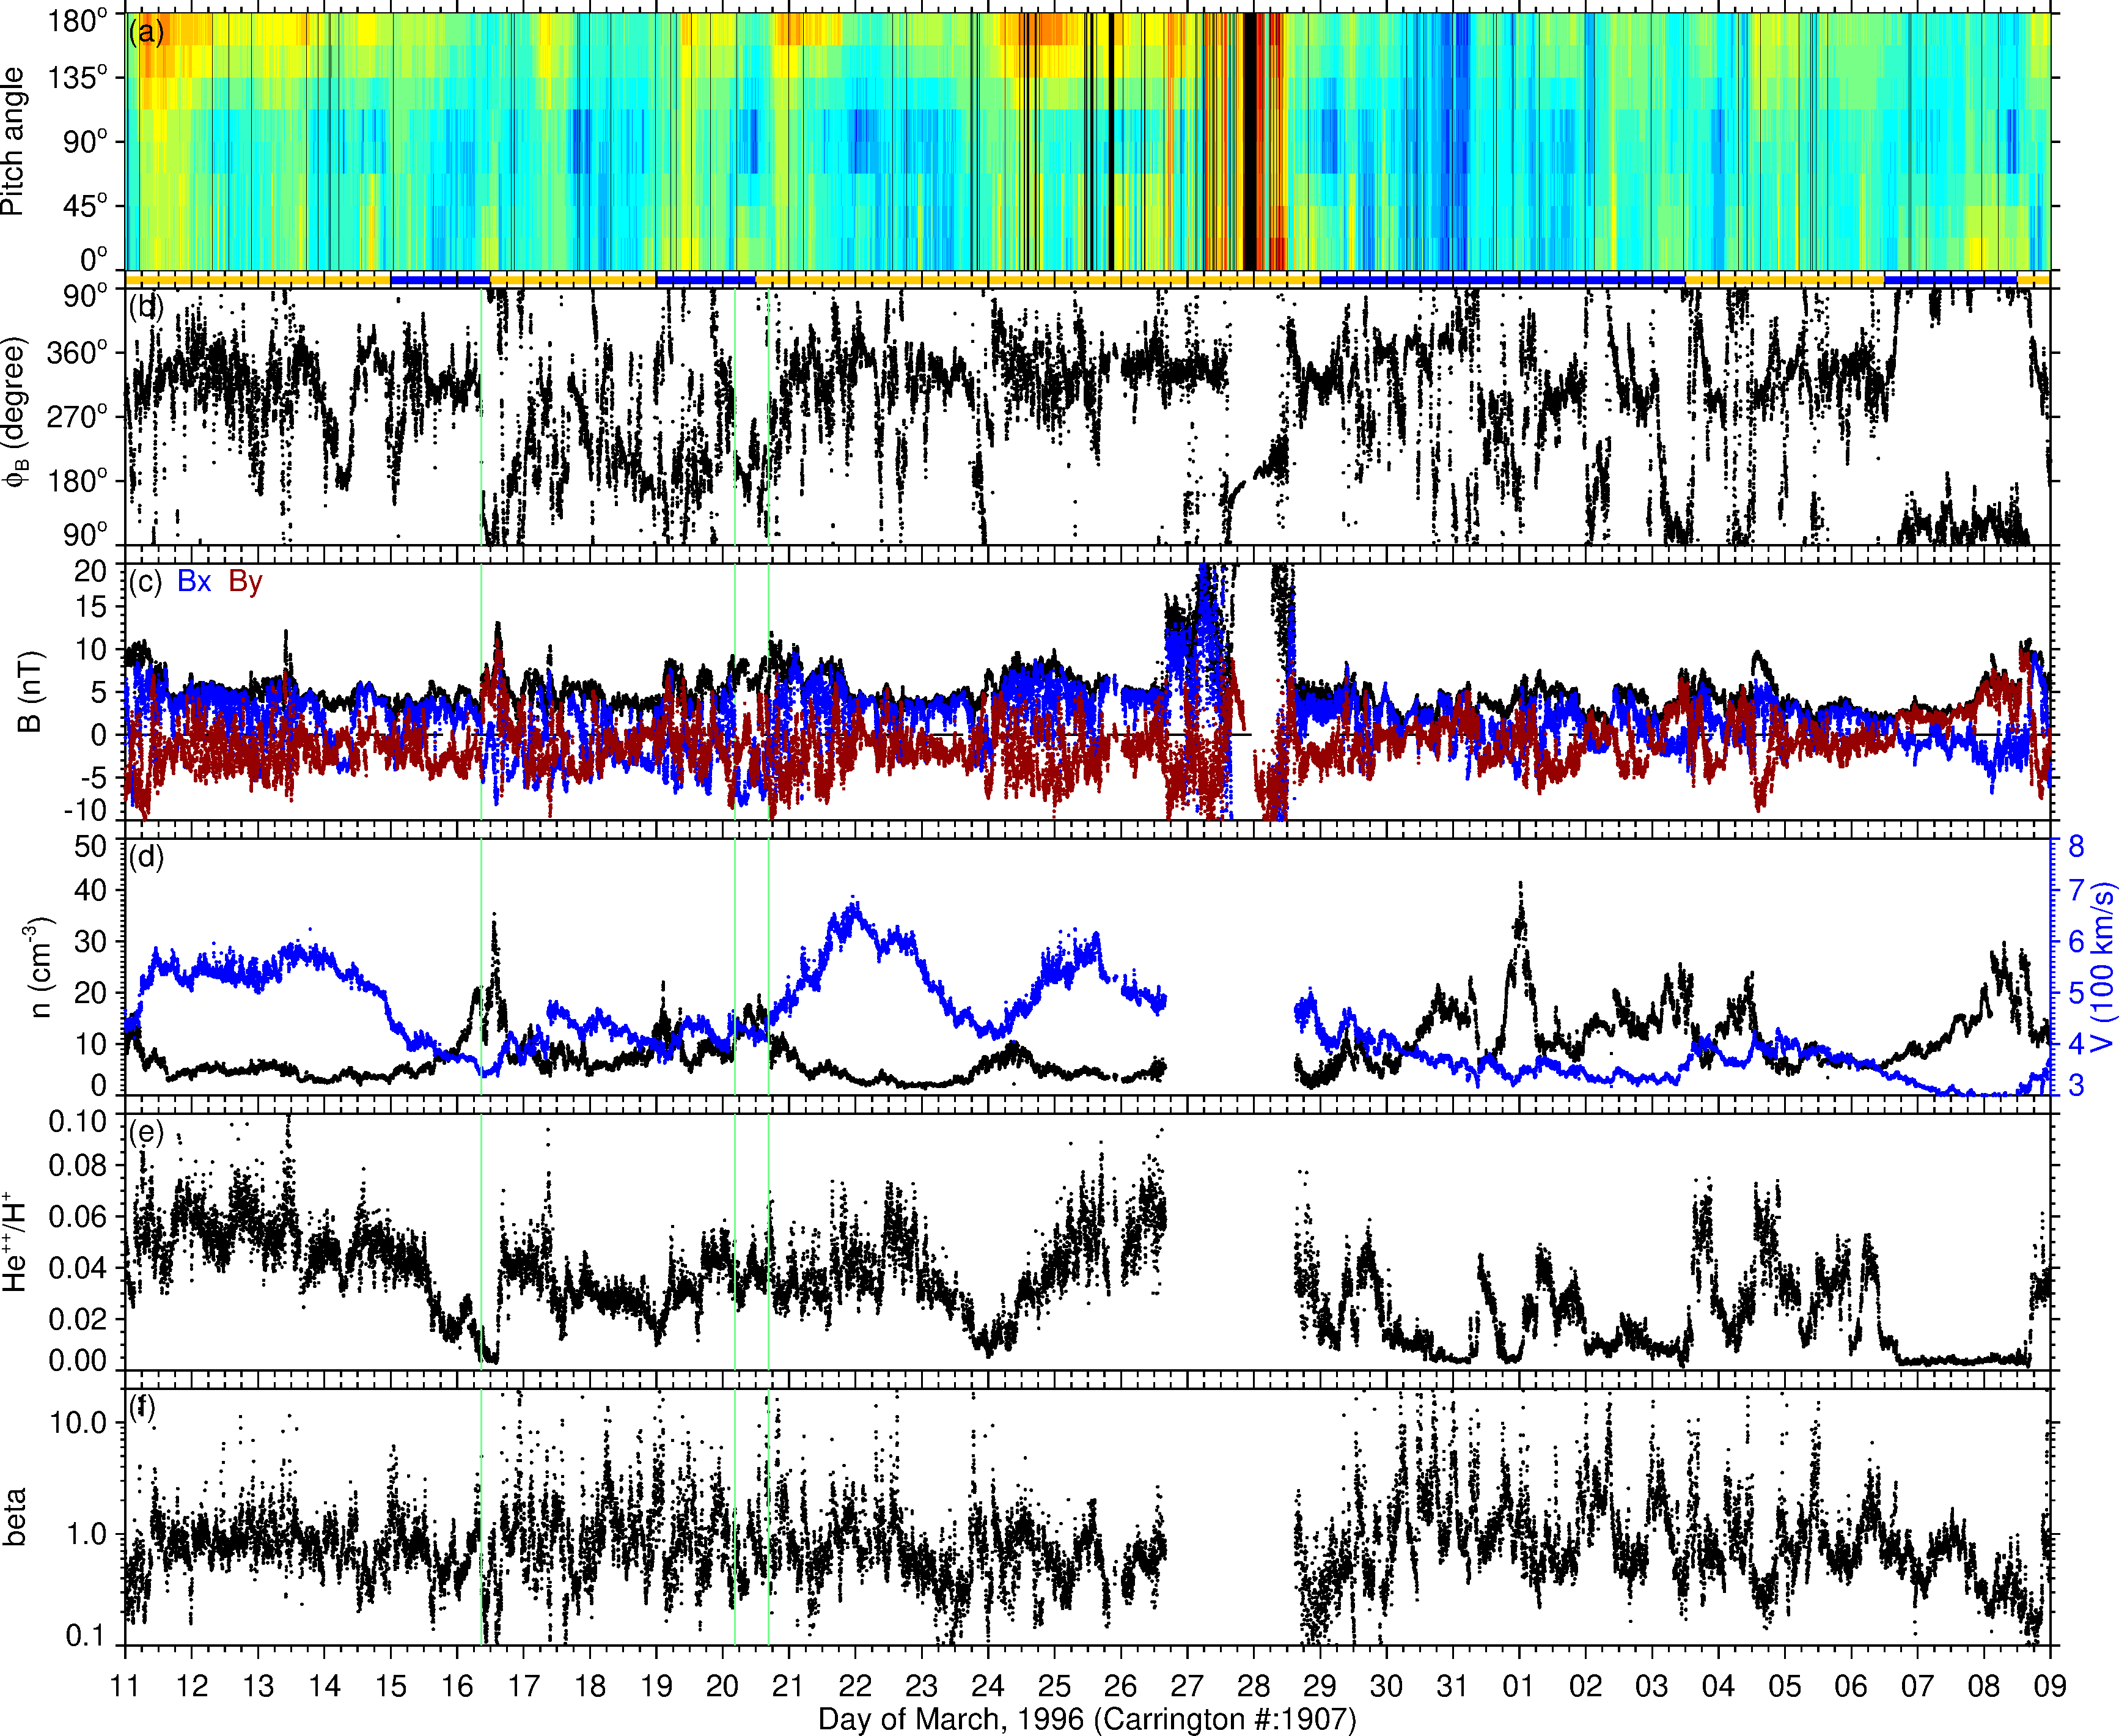 (a)
180°
135°
90°
45°
0°
Pitch angle
(b)
90°
360°
270°
180°
90°
ϕB (degree)
(c) Bx By
20
15
10
5
0
-5
-10
B (nT)
(d)
50
40
30
20
10
0
n (cm-3)
8
7
6
5
4
3
V (100 km/s)
(e)
0.10
0.08
0.06
0.04
0.02
0.00
He++/H+
(f)
10.0
1.0
0.1
beta
11 12 13 14 15 16 17 18 19 20 21 22 23 24 25 26 27 28 29 30 31 01 02 03 04 05 06 07 08 09
Day of March, 1996 (Carrington #:1907)